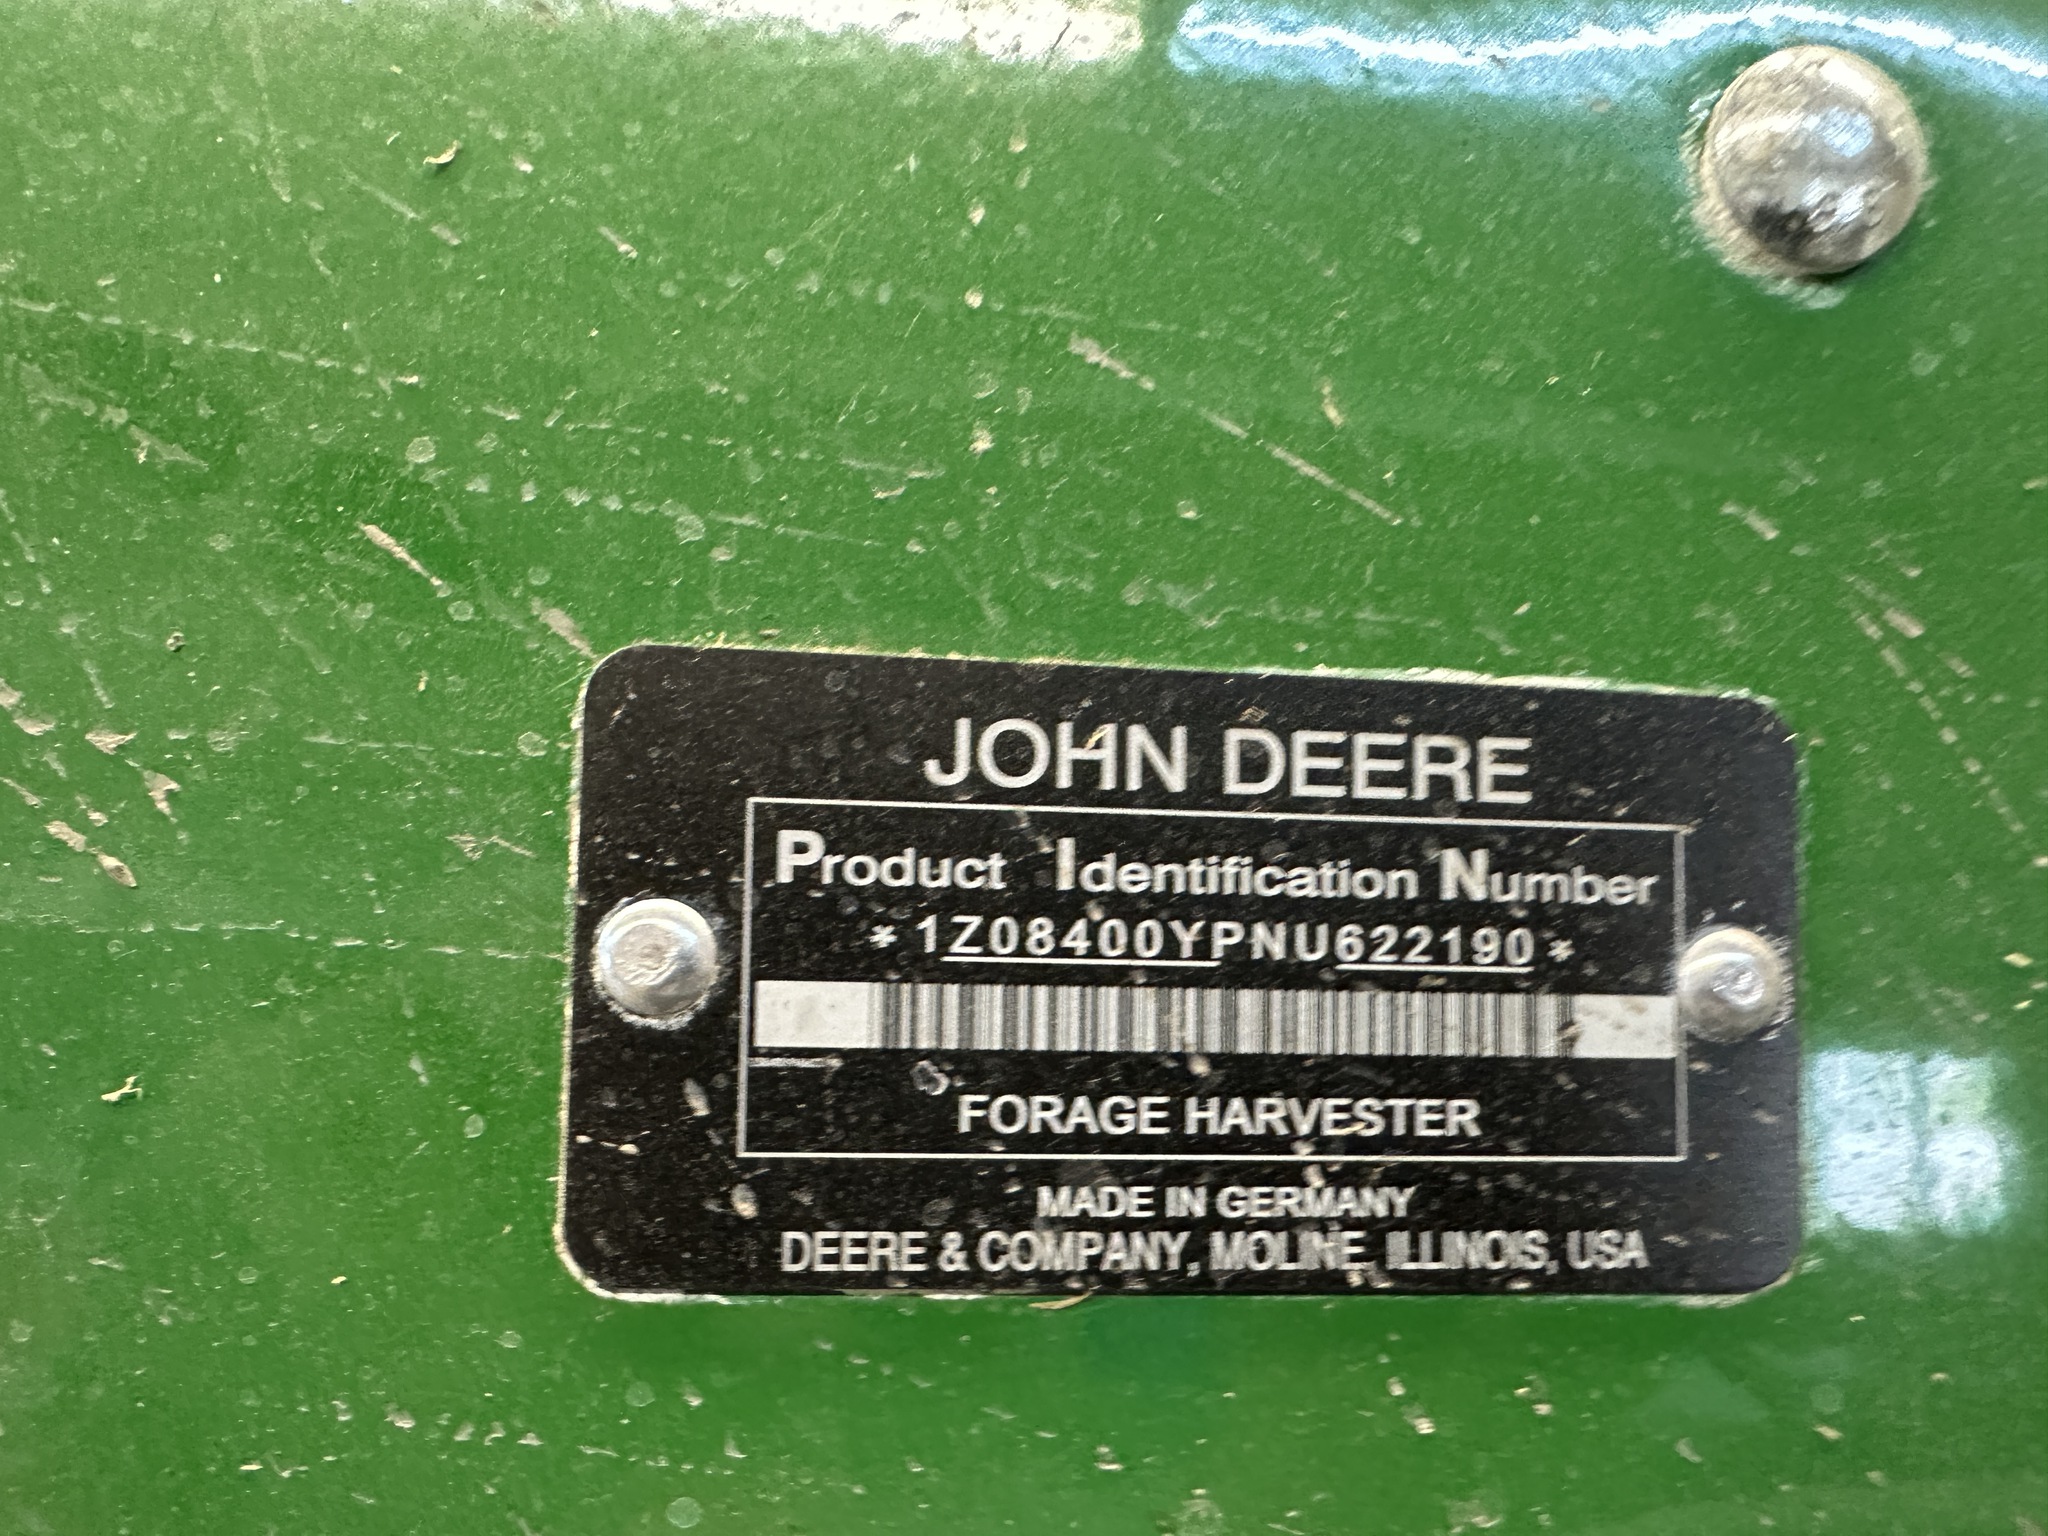 JOHN DEERE
Product Identification Number
* 1Z08400YPNU622190 *
FORAGE HARVESTER
MADE IN GERMANY
DEERE & COMPANY, MOLINE, ILLINOIS, USA